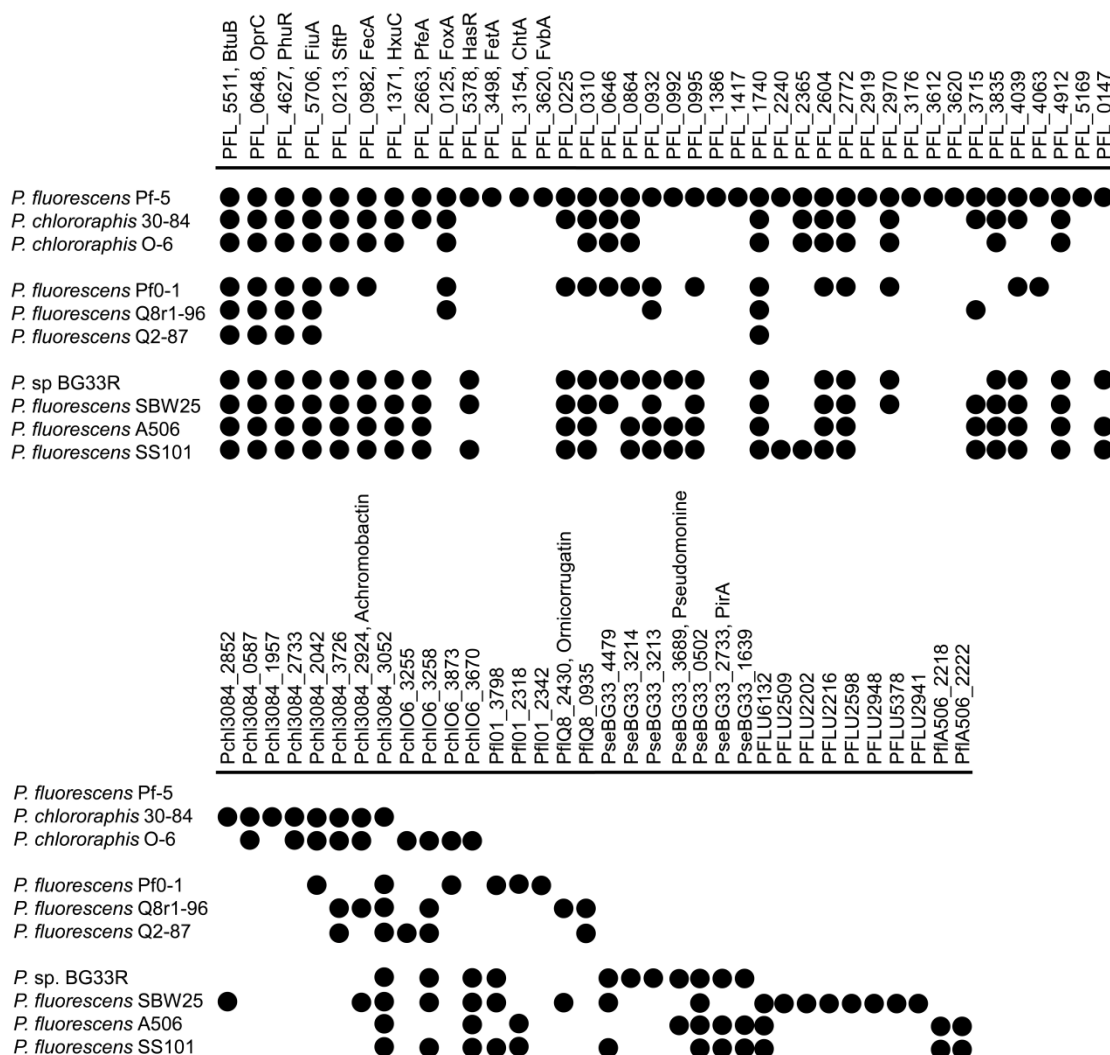 PFL_5511, BtuB
PFL_0648, OprC
PFL_4627, PhuR
PFL_5706, FiuA
PFL_0213, SftP
PFL_0982, FecA
PFL_1371, HxuC
PFL_2663, PfeA
PFL_0125, FoxA
PFL_5378, HasR
PFL_3498, FetA
PFL_3154, ChtA
PFL_3620, FvbA
PFL_0225
PFL_0310
PFL_0646
PFL_0864
PFL_0932
PFL_0992
PFL_0995
PFL_1386
PFL_1417
PFL_1740
PFL_2240
PFL_2365
PFL_2604
PFL_2772
PFL_2919
PFL_2970
PFL_3176
PFL_3612
PFL_3620
PFL_3715
PFL_3835
PFL_4039
PFL_4063
PFL_4912
PFL_5169
PFL_0147
P. fluorescens Pf-5
P. chlororaphis 30-84
P. chlororaphis O-6
P. fluorescens Pf0-1
P. fluorescens Q8r1-96
P. fluorescens Q2-87
P. sp BG33R
P. fluorescens SBW25
P. fluorescens A506
P. fluorescens SS101
Pchl3084_2852
Pchl3084_0587
Pchl3084_1957
Pchl3084_2733
Pchl3084_2042
Pchl3084_3726
Pchl3084_2924, Achromobactin
Pchl3084_3052
PchlO6_3255
PchlO6_3258
PchlO6_3873
PchlO6_3670
Pfl01_3798
Pfl01_2318
Pfl01_2342
PflQ8_2430, Ornicorrugatin
PflQ8_0935
PseBG33_4479
PseBG33_3214
PseBG33_3213
PseBG33_3689, Pseudomonine
PseBG33_0502
PseBG33_2733, PirA
PseBG33_1639
PFLU6132
PFLU2509
PFLU2202
PFLU2216
PFLU2598
PFLU2948
PFLU5378
PFLU2941
PflA506_2218
PflA506_2222
P. fluorescens Pf-5
P. chlororaphis 30-84
P. chlororaphis O-6
P. fluorescens Pf0-1
P. fluorescens Q8r1-96
P. fluorescens Q2-87
P. sp. BG33R
P. fluorescens SBW25
P. fluorescens A506
P. fluorescens SS101